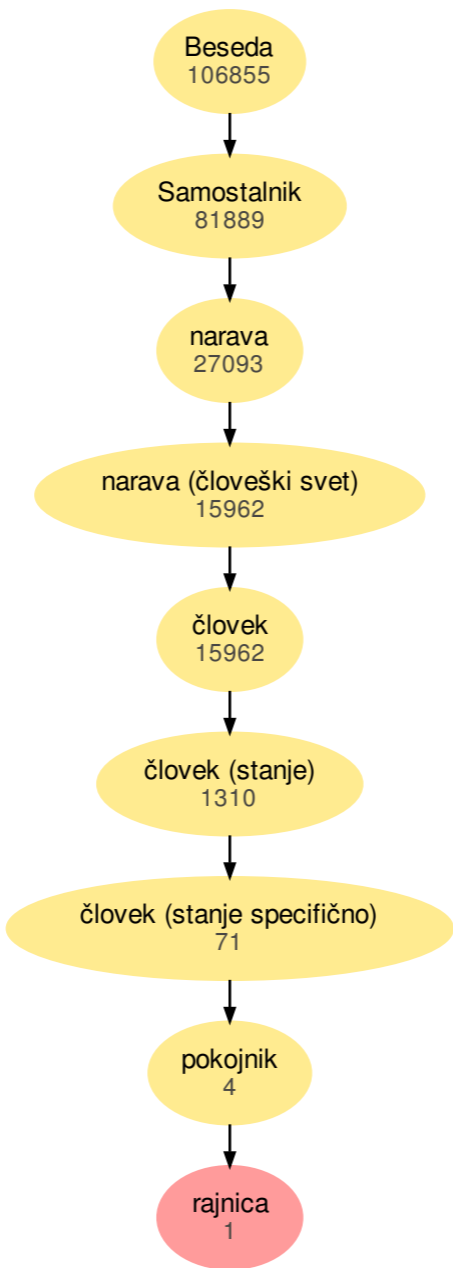 Beseda
106855
Samostalnik
81889
narava
27093
narava (človeški svet)
15962
človek
15962
človek (stanje)
1310
človek (stanje specifično)
71
pokojnik
4
rajnica
1